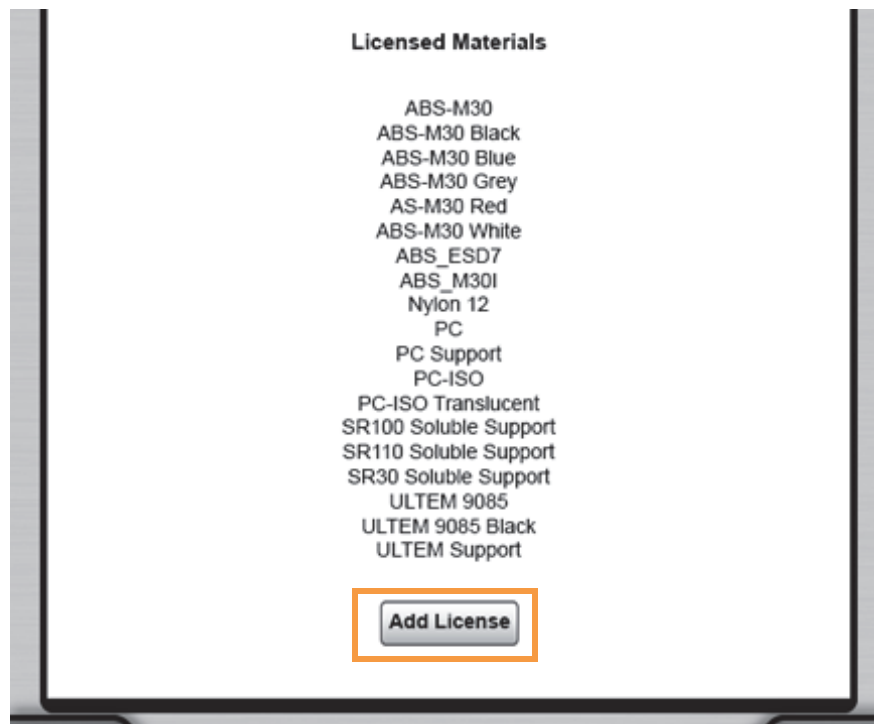 Licensed Materials
ABS-M30
ABS-M30 Black
ABS-M30 Blue
ABS-M30 Grey
AS-M30 Red
ABS-M30 White
ABS_ESD7
ABS_M30I
Nylon 12
PC
PC Support
PC-ISO
PC-ISO Translucent
SR100 Soluble Support
SR110 Soluble Support
SR30 Soluble Support
ULTEM 9085
ULTEM 9085 Black
ULTEM Support
Add License